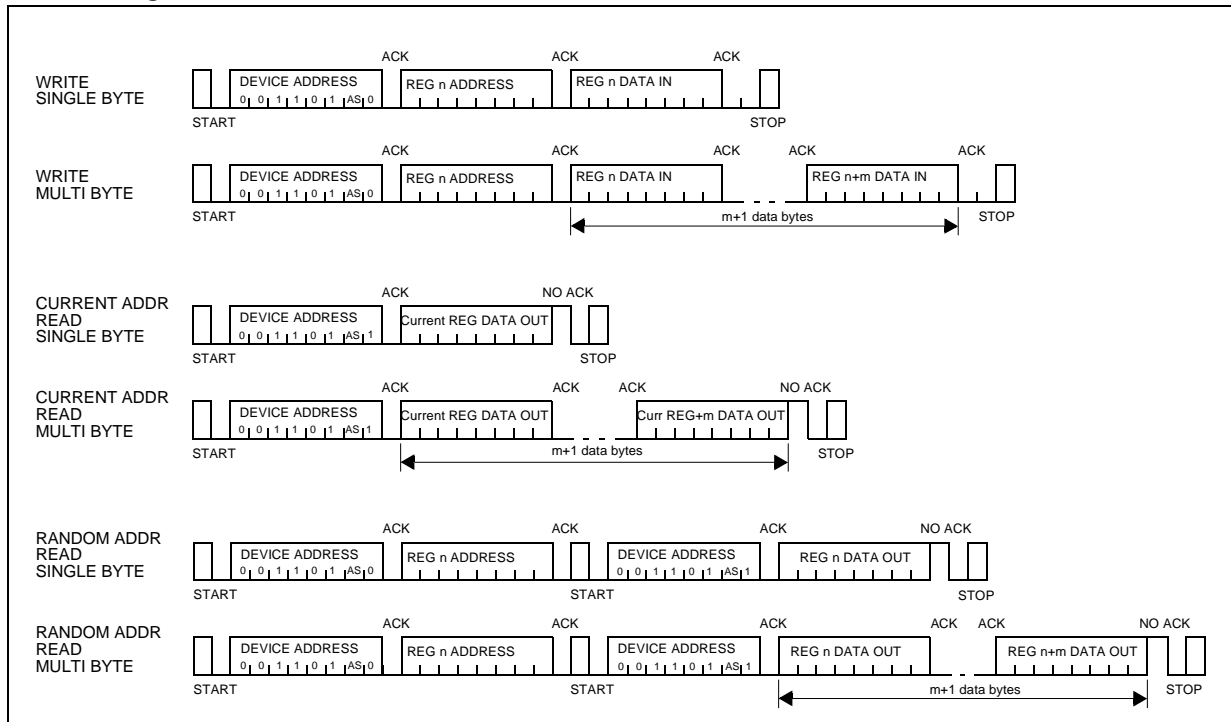 ACK ACK ACK
WRITE
SINGLE BYTE
DEVICE ADDRESS REG n ADDRESS REG n DATA IN
0 0 1 1 1 0 1 AS 0
START STOP
ACK ACK ACK ACK ACK
WRITE
MULTI BYTE
DEVICE ADDRESS REG n ADDRESS REG n DATA IN REG n+m DATA IN
0 0 1 1 1 0 1 AS 0
START m+1 data bytes STOP
ACK NO ACK
CURRENT ADDR
READ
SINGLE BYTE
DEVICE ADDRESS Current REG DATA OUT
0 0 1 1 1 0 1 AS 1
START STOP
ACK ACK ACK NO ACK
CURRENT ADDR
READ
MULTI BYTE
DEVICE ADDRESS Current REG DATA OUT Curr REG+m DATA OUT
0 0 1 1 1 0 1 AS 1
START m+1 data bytes STOP
ACK ACK ACK NO ACK
RANDOM ADDR
READ
SINGLE BYTE
DEVICE ADDRESS REG n ADDRESS DEVICE ADDRESS REG n DATA OUT
0 0 1 1 1 0 1 AS 0 0 0 1 1 1 0 1 AS 1
START START STOP
ACK ACK ACK ACK ACK NO ACK
RANDOM ADDR
READ
MULTI BYTE
DEVICE ADDRESS REG n ADDRESS DEVICE ADDRESS REG n DATA OUT REG n+m DATA OUT
0 0 1 1 1 0 1 AS 0 0 0 1 1 1 0 1 AS 1
START START m+1 data bytes STOP